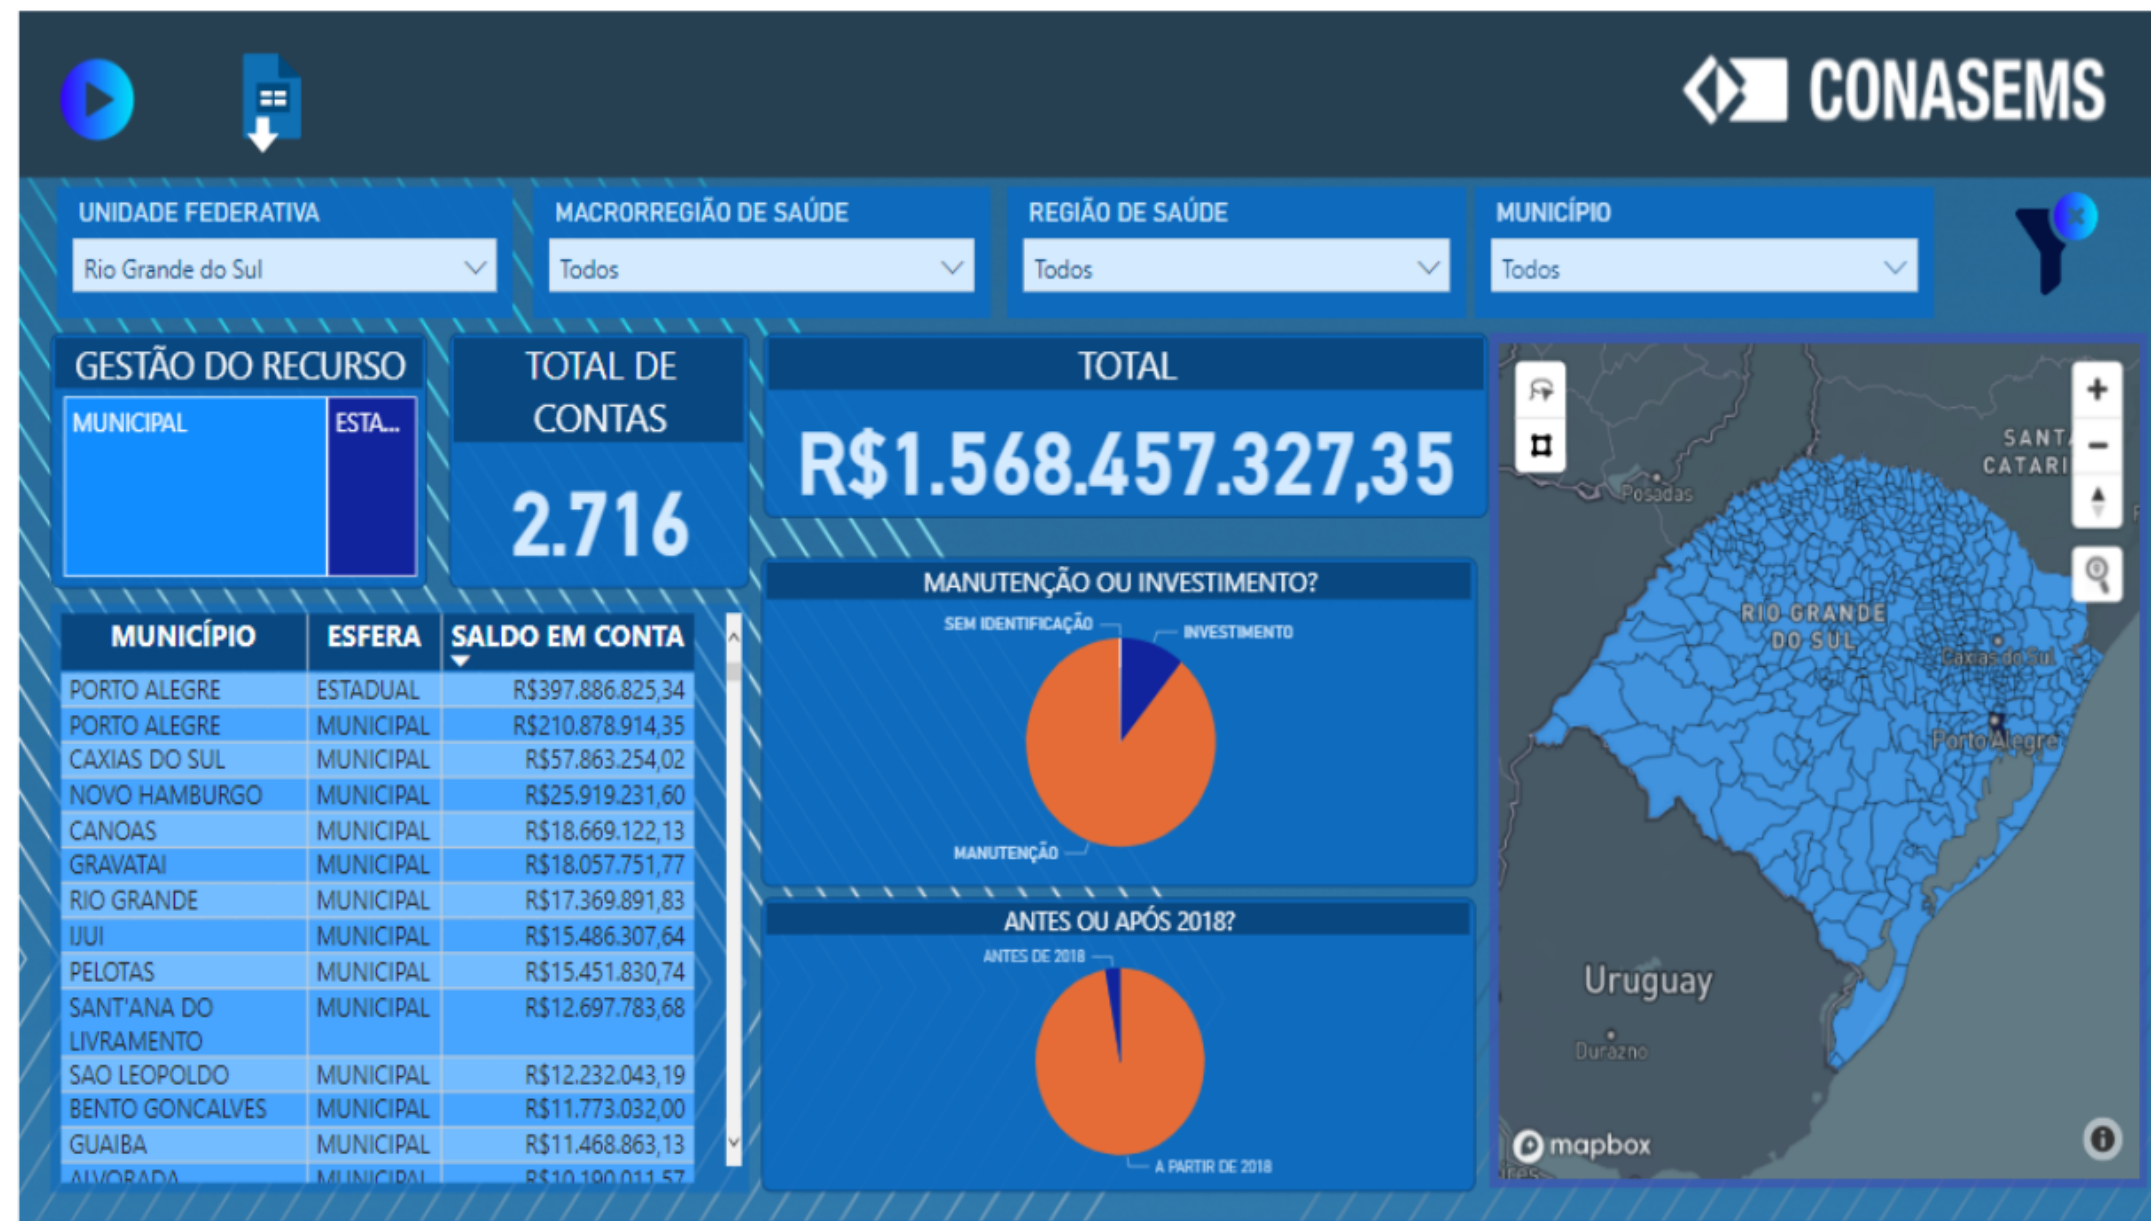 CONASEMS
UNIDADE FEDERATIVA
Rio Grande do Sul
MACRORREGIÃO DE SAÚDE
Todos
REGIÃO DE SAÚDE
Todos
MUNICÍPIO
Todos
GESTÃO DO RECURSO
MUNICIPAL
ESTA...
TOTAL DE
CONTAS
2.716
TOTAL
R$1.568.457.327,35
MUNICÍPIO ESFERA SALDO EM CONTA
PORTO ALEGRE ESTADUAL R$397.886.825,34
PORTO ALEGRE MUNICIPAL R$210.878.914,35
CAXIAS DO SUL MUNICIPAL R$57.863.254,02
NOVO HAMBURGO MUNICIPAL R$25.919.231,60
CANOAS MUNICIPAL R$18.669.122,13
GRAVATAI MUNICIPAL R$18.057.751,77
RIO GRANDE MUNICIPAL R$17.369.891,83
IJUI MUNICIPAL R$15.486.307,64
PELOTAS MUNICIPAL R$15.451.830,74
SANT'ANA DO MUNICIPAL R$12.697.783,68
LIVRAMENTO
SAO LEOPOLDO MUNICIPAL R$12.232.043,19
BENTO GONCALVES MUNICIPAL R$11.773.032,00
GUAIBA MUNICIPAL R$11.468.863,13
ALVORADA MUNICIPAL R$10.190.011,57
MANUTENÇÃO OU INVESTIMENTO?
SEM IDENTIFICAÇÃO
INVESTIMENTO
MANUTENÇÃO
ANTES OU APÓS 2018?
ANTES DE 2018
A PARTIR DE 2018
SANTA
CATARI
Posadas
RIO GRANDE
DO SUL
Caxias do Sul
Porto Alegre
Uruguay
Durazno
mapbox